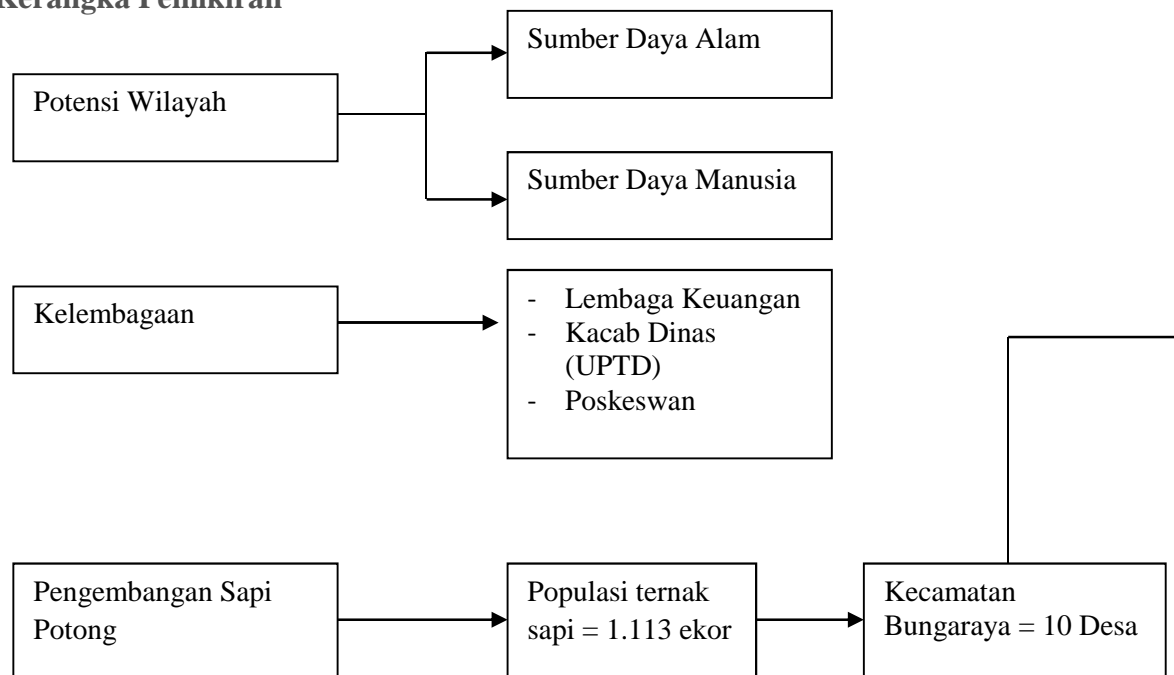 Kerangka Pemikiran
Sumber Daya Alam
Potensi Wilayah
Sumber Daya Manusia
Kelembagaan
- Lembaga Keuangan
- Kacab Dinas
(UPTD)
- Poskeswan
Pengembangan Sapi
Potong
Populasi ternak
sapi = 1.113 ekor
Kecamatan
Bungaraya = 10 Desa